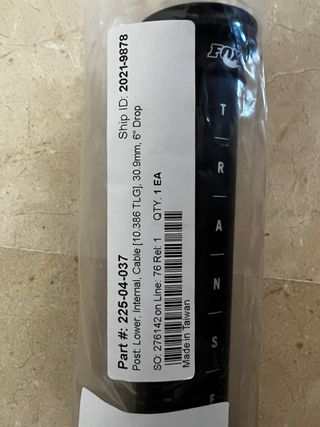 Part #: 225-04-037 Ship ID: 2021-9878
Post: Lower, Internal, Cable [10.386 TLG], 30.9mm, 6" Drop
SO: 276142 on Line: 76 Rel: 1 QTY. 1 EA
Made in Taiwan
FOX
T
R
A
N
S